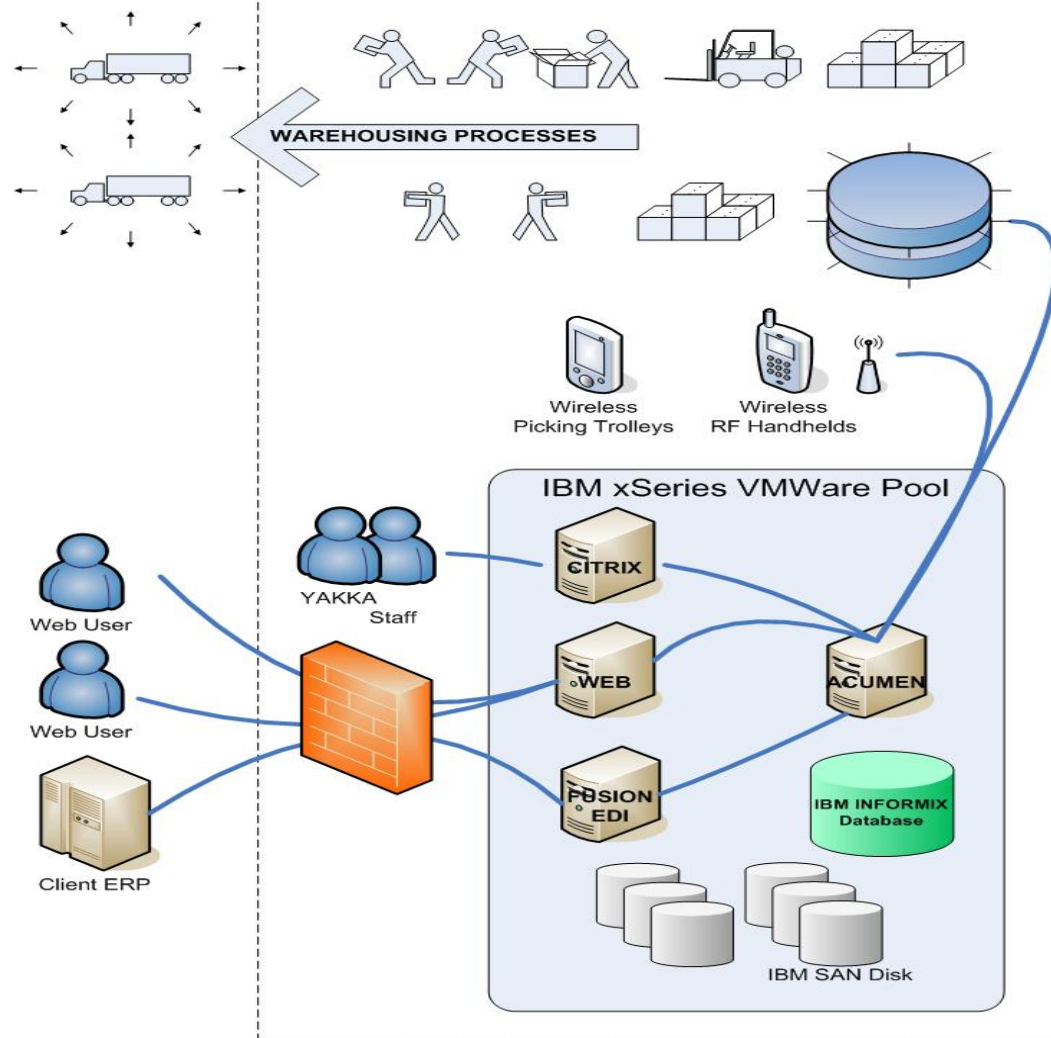 WAREHOUSING PROCESSES
Wireless
Picking Trolleys
Wireless
RF Handhelds
IBM xSeries VMWare Pool
CITRIX
YAKKA
Staff
Web User
WEB
ACUMEN
Web User
FUSION
EDI
IBM INFORMIX
Database
Client ERP
IBM SAN Disk